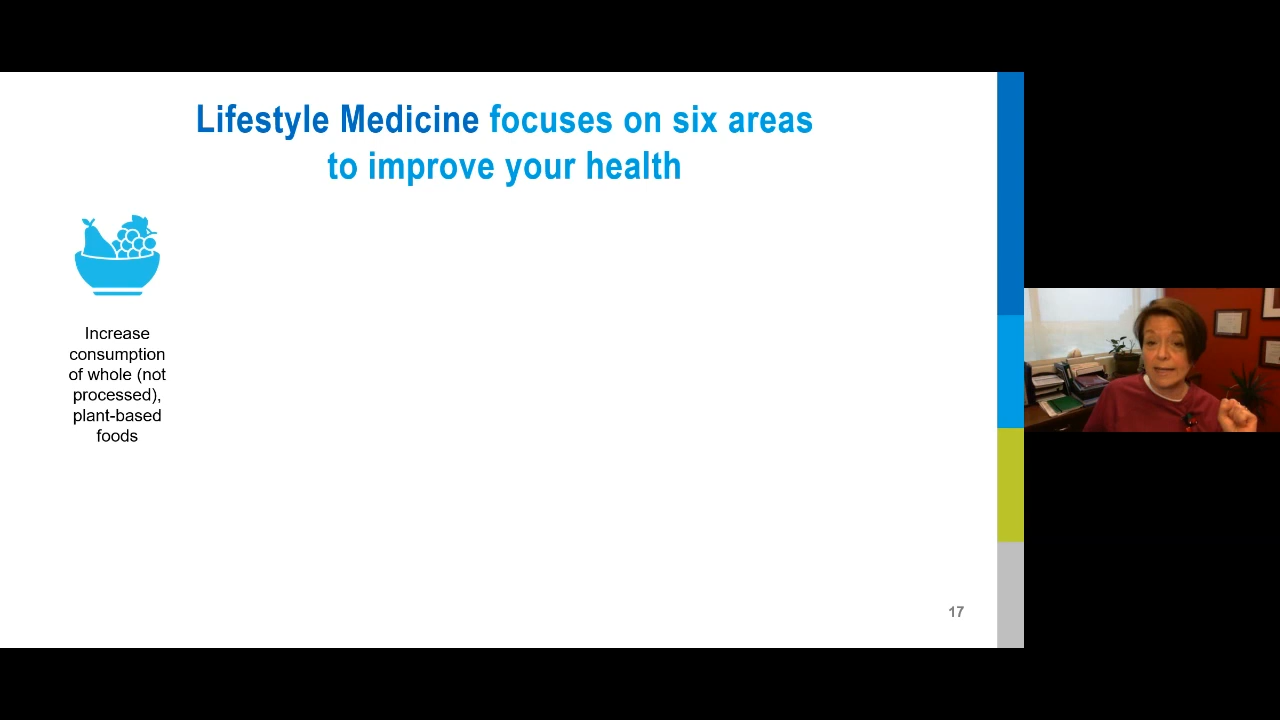 Lifestyle Medicine focuses on six areas
to improve your health
Increase
consumption
of whole (not
processed),
plant-based
foods
17